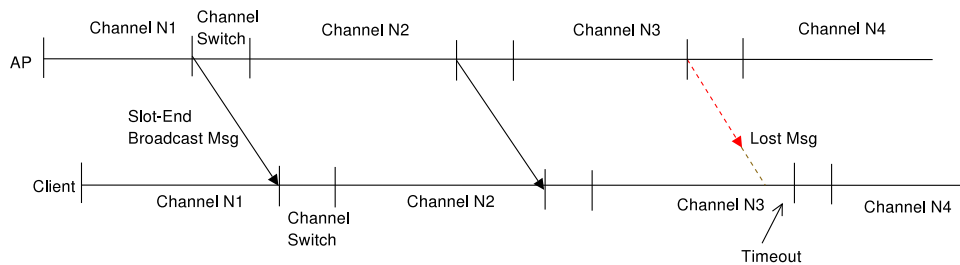 Channel N1
Channel
Switch
Channel N2
Channel N3
Channel N4
AP
Slot-End
Broadcast Msg
Lost Msg
Client
Channel N1
Channel
Switch
Channel N2
Channel N3
Channel N4
Timeout